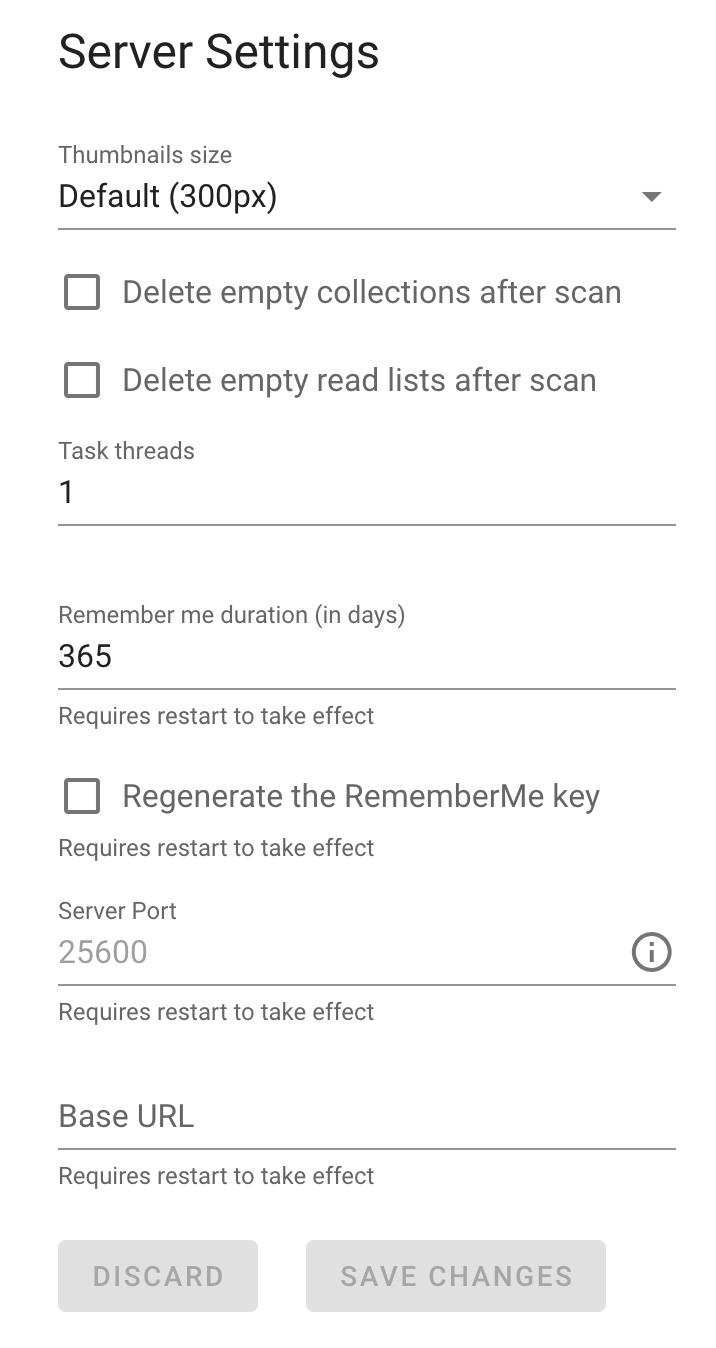 Server Settings
Thumbnails size
Default (300px)
Delete empty collections after scan
Delete empty read lists after scan
Task threads
1
Remember me duration (in days)
365
Requires restart to take effect
Regenerate the RememberMe key
Requires restart to take effect
Server Port
25600
Requires restart to take effect
Base URL
Requires restart to take effect
DISCARD
SAVE CHANGES